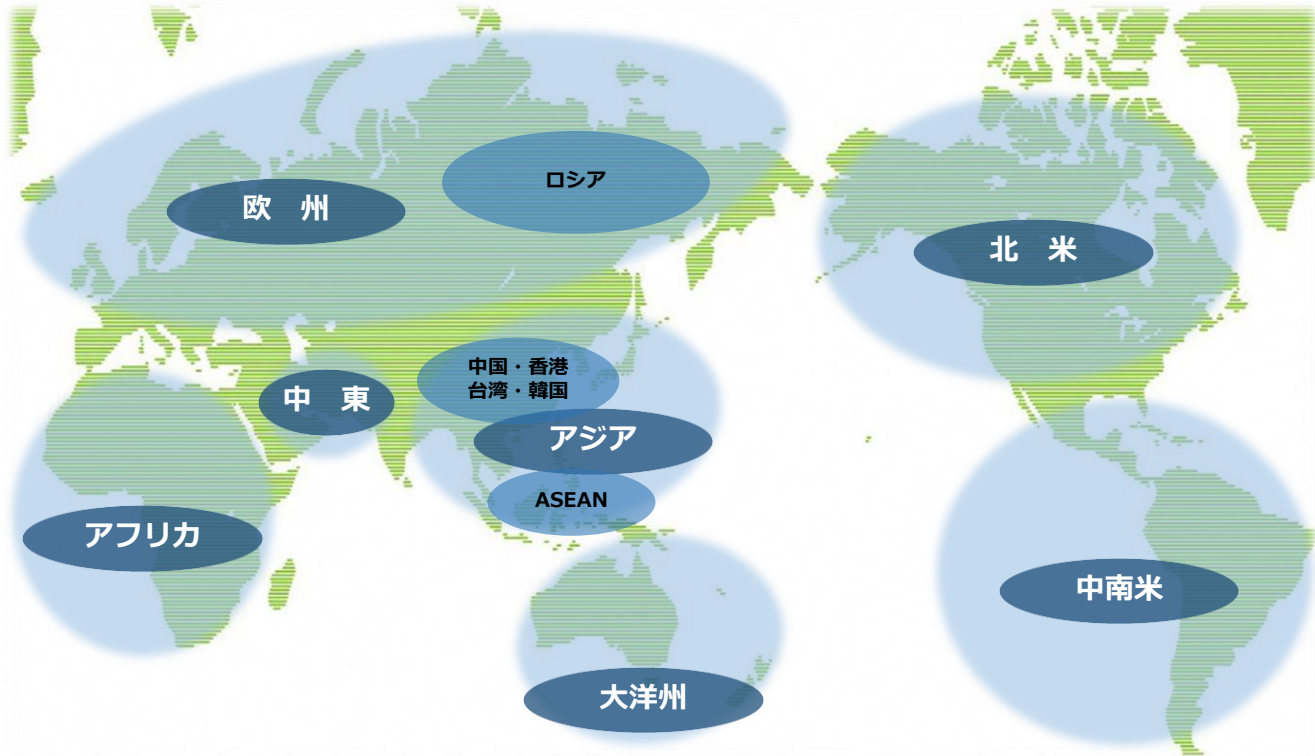 ロシア
欧　州
北　米
中国・香港
台湾・韓国
中　東
アジア
ASEAN
アフリカ
中南米
大洋州